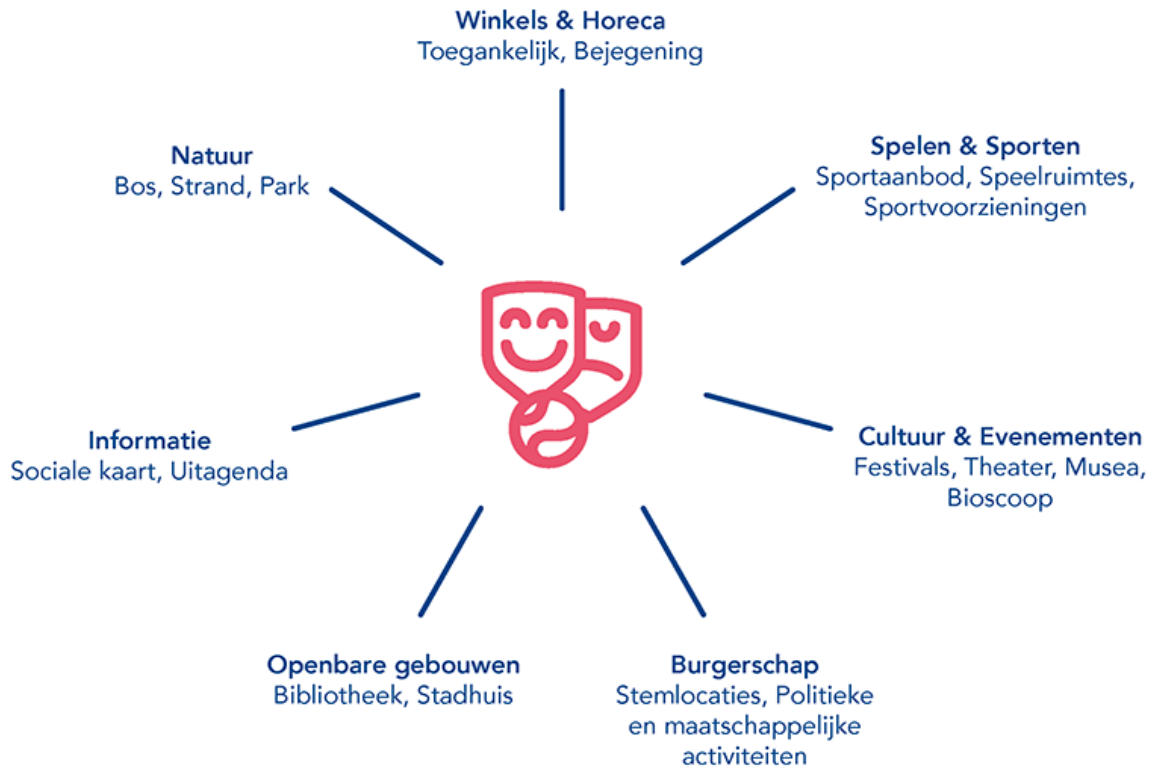 Winkels & Horeca
Toegankelijk, Bejegening
Spelen & Sporten
Sportaanbod, Speelruimtes,
Sportvoorzieningen
Cultuur & Evenementen
Festivals, Theater, Musea,
Bioscoop
Burgerschap
Stemlocaties, Politieke
en maatschappelijke
activiteiten
Openbare gebouwen
Bibliotheek, Stadhuis
Informatie
Sociale kaart, Uitagenda
Natuur
Bos, Strand, Park